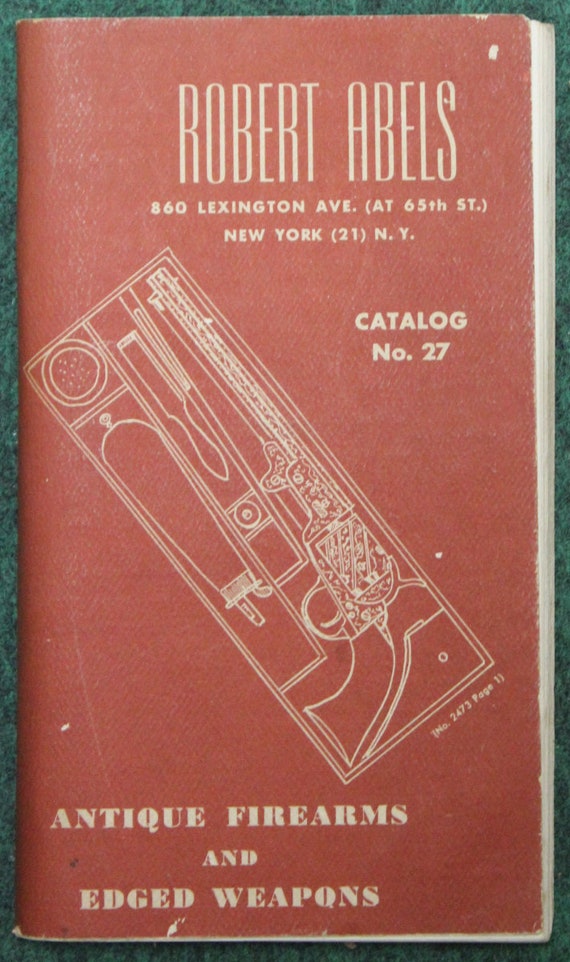 ROBERT ABELS
860 LEXINGTON AVE. (AT 65th ST.)
NEW YORK (21) N. Y.
CATALOG
No. 27
(No. 2473 Page 1)
ANTIQUE FIREARMS
AND
EDGED WEAPONS